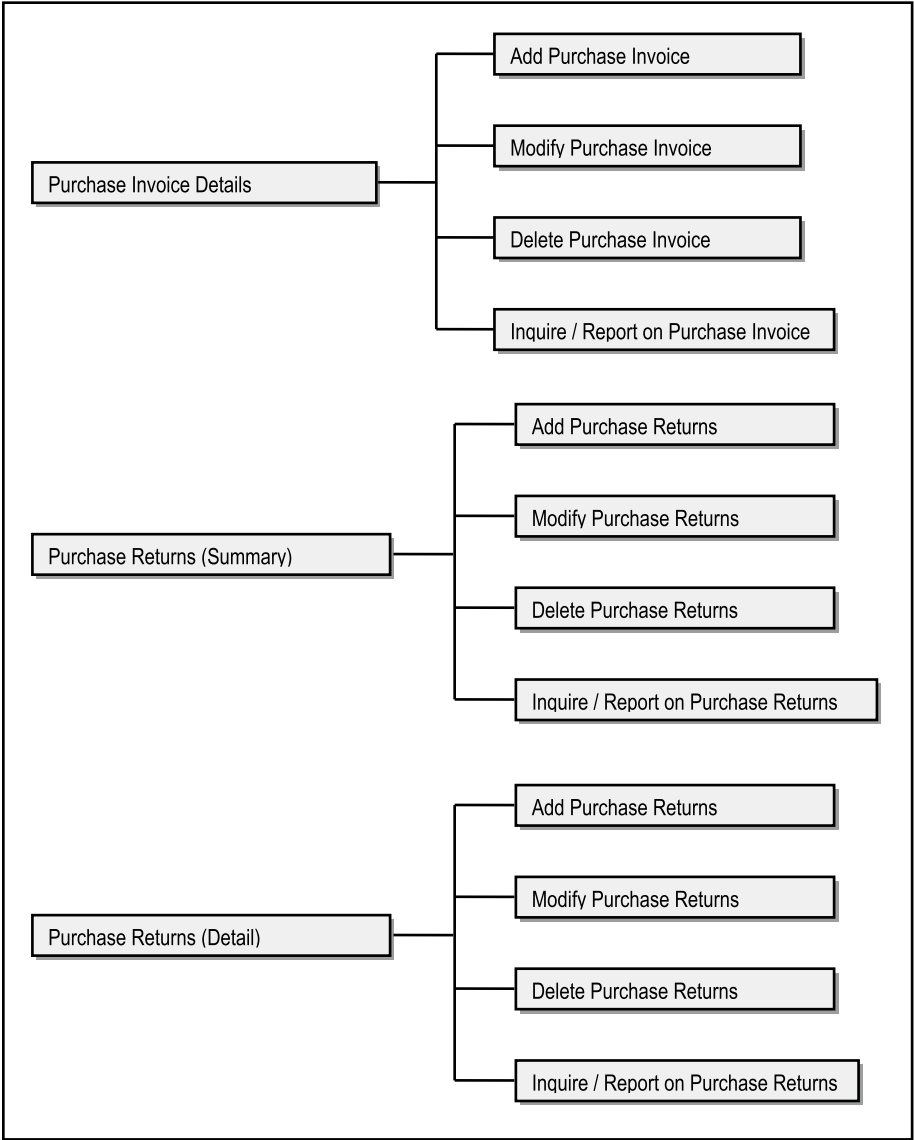 Purchase Invoice Details
Add Purchase Invoice
Modify Purchase Invoice
Delete Purchase Invoice
Inquire / Report on Purchase Invoice
Purchase Returns (Summary)
Add Purchase Returns
Modify Purchase Returns
Delete Purchase Returns
Inquire / Report on Purchase Returns
Purchase Returns (Detail)
Add Purchase Returns
Modify Purchase Returns
Delete Purchase Returns
Inquire / Report on Purchase Returns